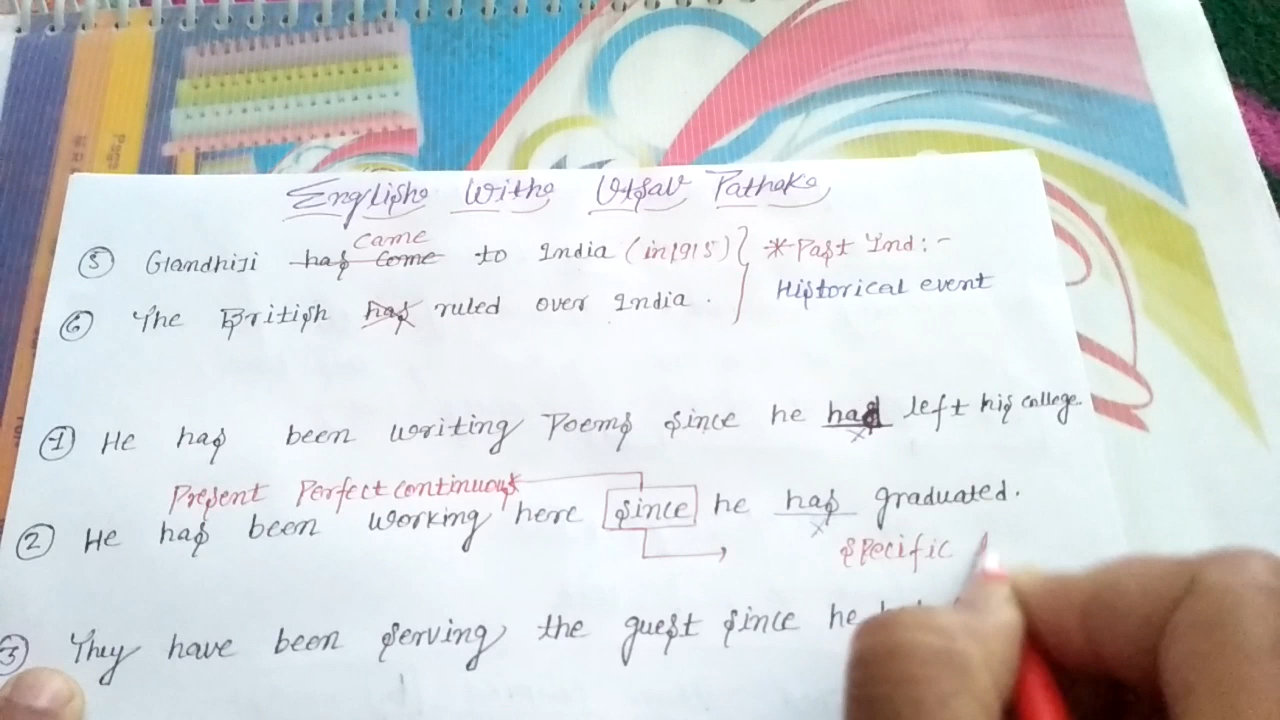 English With Utsav Pathak
came
⑤ Gandhiji has come to India (in 1915) } * Past Ind:-
⑥ The British has ruled over India. Historical event
① He has been writing Poems since he had left his college.
x
Present Perfect continuous
② He has been working here since he has graduated.
x
specific
③ They have been serving the guest since he